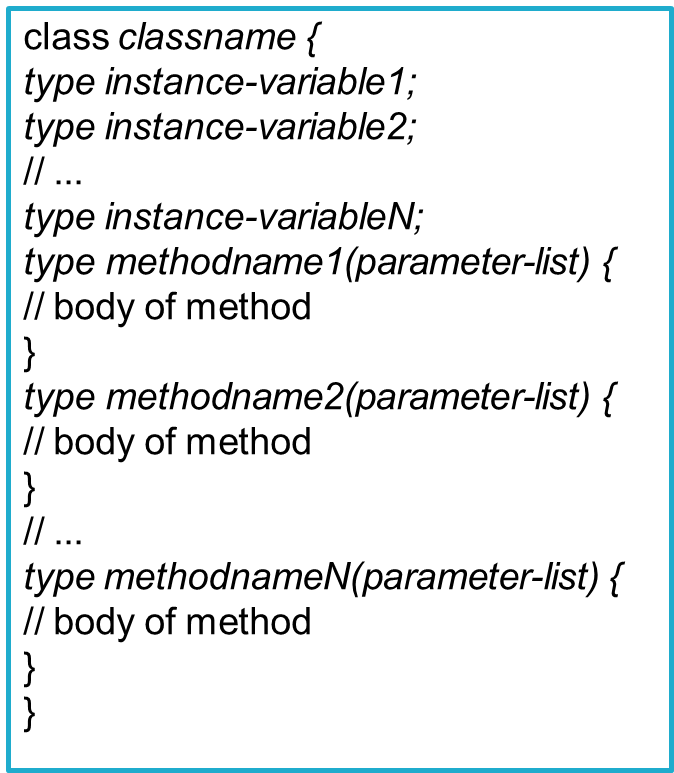 class classname {
type instance-variable1;
type instance-variable2;
// ...
type instance-variableN;
type methodname1(parameter-list) {
// body of method
}
type methodname2(parameter-list) {
// body of method
}
// ...
type methodnameN(parameter-list) {
// body of method
}
}